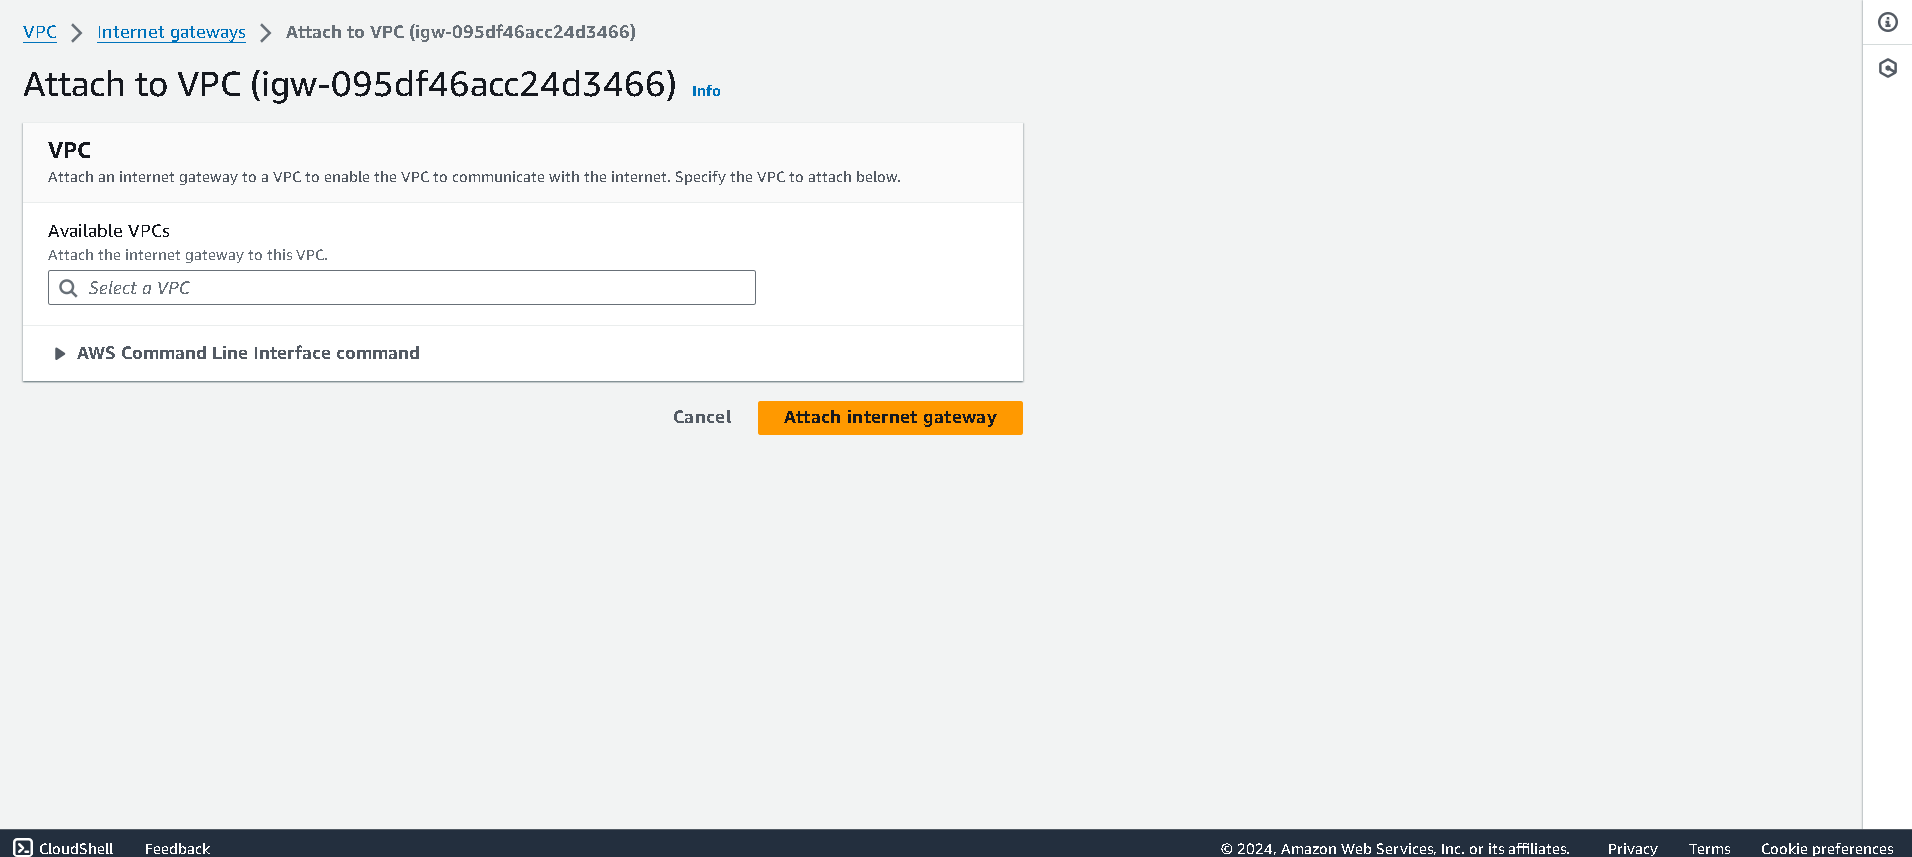 VPC Internet gateways Attach to VPC (igw-095df46acc24d3466)
Attach to VPC (igw-095df46acc24d3466) Info
VPC
Attach an internet gateway to a VPC to enable the VPC to communicate with the internet. Specify the VPC to attach below.
Available VPCs
Attach the internet gateway to this VPC.
Select a VPC
AWS Command Line Interface command
Cancel Attach internet gateway
CloudShell Feedback © 2024, Amazon Web Services, Inc. or its affiliates. Privacy Terms Cookie preferences